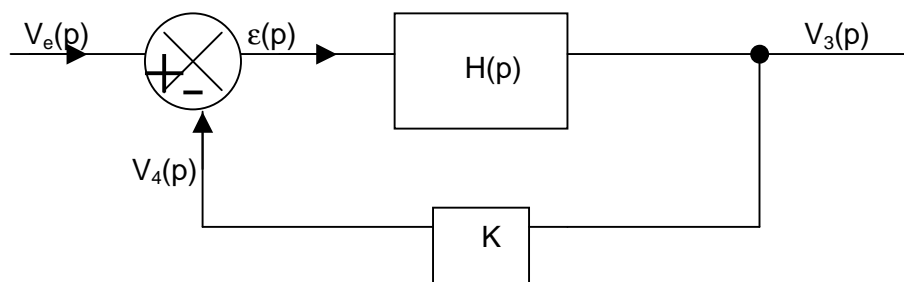 Ve(p)
ε(p)
V3(p)
H(p)
+
-
V4(p)
K